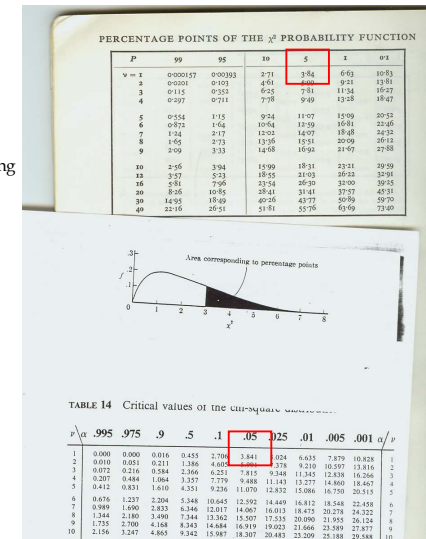 ng
PERCENTAGE POINTS OF THE χ² PROBABILITY FUNCTION
P 99 95 10 5 1 0·1
ν = 1 0·000157 0·00393 2·71 3·84 6·63 10·83
2 0·0201 0·103 4·61 5·99 9·21 13·81
3 0·115 0·352 6·25 7·81 11·34 16·27
4 0·297 0·711 7·78 9·49 13·28 18·47
5 0·554 1·15 9·24 11·07 15·09 20·52
6 0·872 1·64 10·64 12·59 16·81 22·46
7 1·24 2·17 12·02 14·07 18·48 24·32
8 1·65 2·73 13·36 15·51 20·09 26·12
9 2·09 3·33 14·68 16·92 21·67 27·88
10 2·56 3·94 15·99 18·31 23·21 29·59
12 3·57 5·23 18·55 21·03 26·22 32·91
16 5·81 7·96 23·54 26·30 32·00 39·25
20 8·26 10·85 28·41 31·41 37·57 45·31
30 14·95 18·49 40·26 43·77 50·89 59·70
40 22·16 26·51 51·81 55·76 63·69 73·40
Area corresponding to percentage points
f .3
.2
.1
0
0 1 2 3 4 5 6 7 8
χ²
TABLE 14 Critical values of the chi-square distribution
ν\α .995 .975 .9 .5 .1 .05 .025 .01 .005 .001 α/ν
1 0.000 0.000 0.016 0.455 2.706 3.841 5.024 6.635 7.879 10.828 1
2 0.010 0.051 0.211 1.386 4.605 5.991 7.378 9.210 10.597 13.816 2
3 0.072 0.216 0.584 2.366 6.251 7.815 9.348 11.345 12.838 16.266 3
4 0.207 0.484 1.064 3.357 7.779 9.488 11.143 13.277 14.860 18.467 4
5 0.412 0.831 1.610 4.351 9.236 11.070 12.832 15.086 16.750 20.515 5
6 0.676 1.237 2.204 5.348 10.645 12.592 14.449 16.812 18.548 22.458 6
7 0.989 1.690 2.833 6.346 12.017 14.067 16.013 18.475 20.278 24.322 7
8 1.344 2.180 3.490 7.344 13.362 15.507 17.535 20.090 21.955 26.124 8
9 1.735 2.700 4.168 8.343 14.684 16.919 19.023 21.666 23.589 27.877 9
10 2.156 3.247 4.865 9.342 15.987 18.307 20.483 23.209 25.188 29.588 10